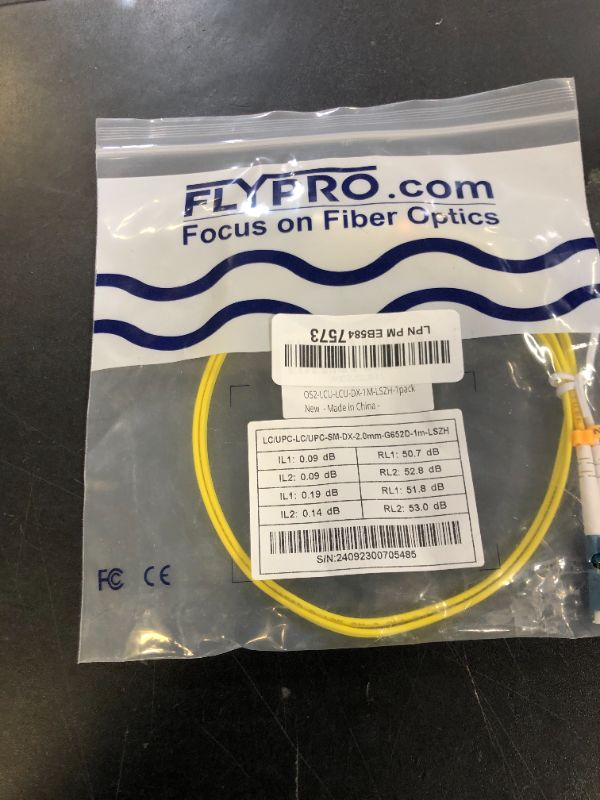 FLYPRO.com
Focus on Fiber Optics
LPN PM EB5847573
OS2-LCU-LCU-DX-1M-LSZH-1pack
New - Made in China -
LC/UPC-LC/UPC-SM-DX-2.0mm-G652D-1m-LSZH
IL1: 0.09 dB RL1: 50.7 dB
IL2: 0.09 dB RL2: 52.8 dB
IL1: 0.19 dB RL1: 51.8 dB
IL2: 0.14 dB RL2: 53.0 dB
S/N:24092300705485
FC CE